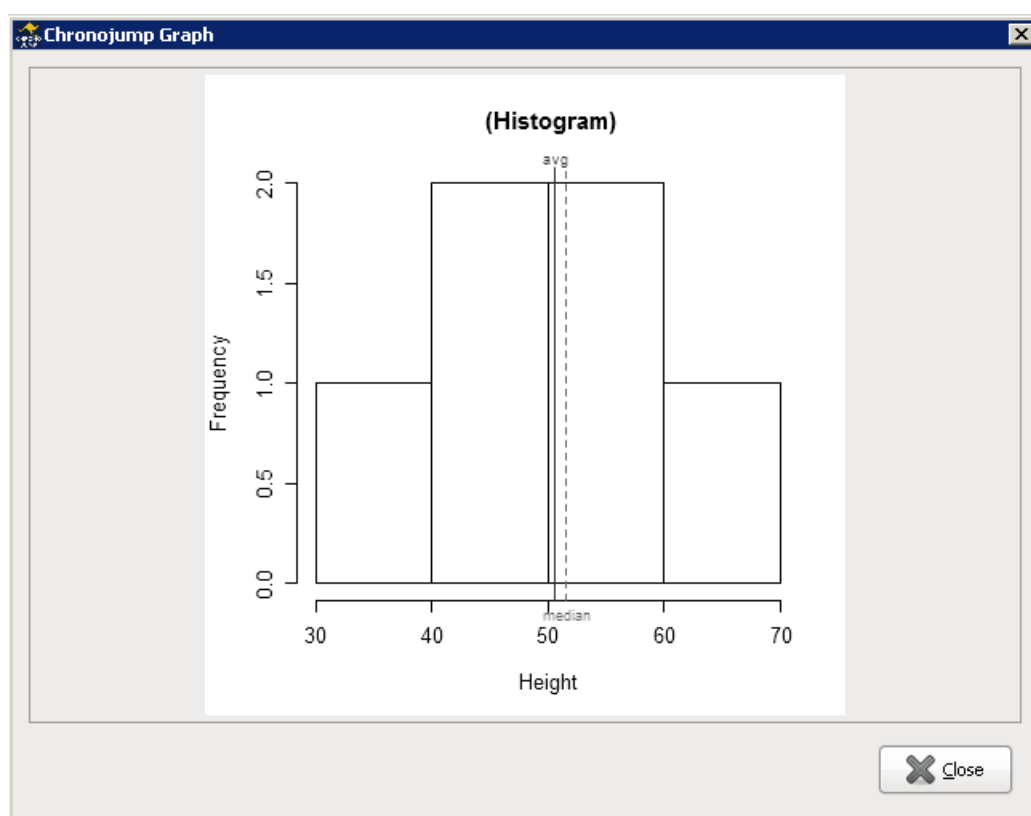 Chronojump Graph
(Histogram)
avg
2.0
1.5
1.0
0.5
0.0
Frequency
median
30 40 50 60 70
Height
Close